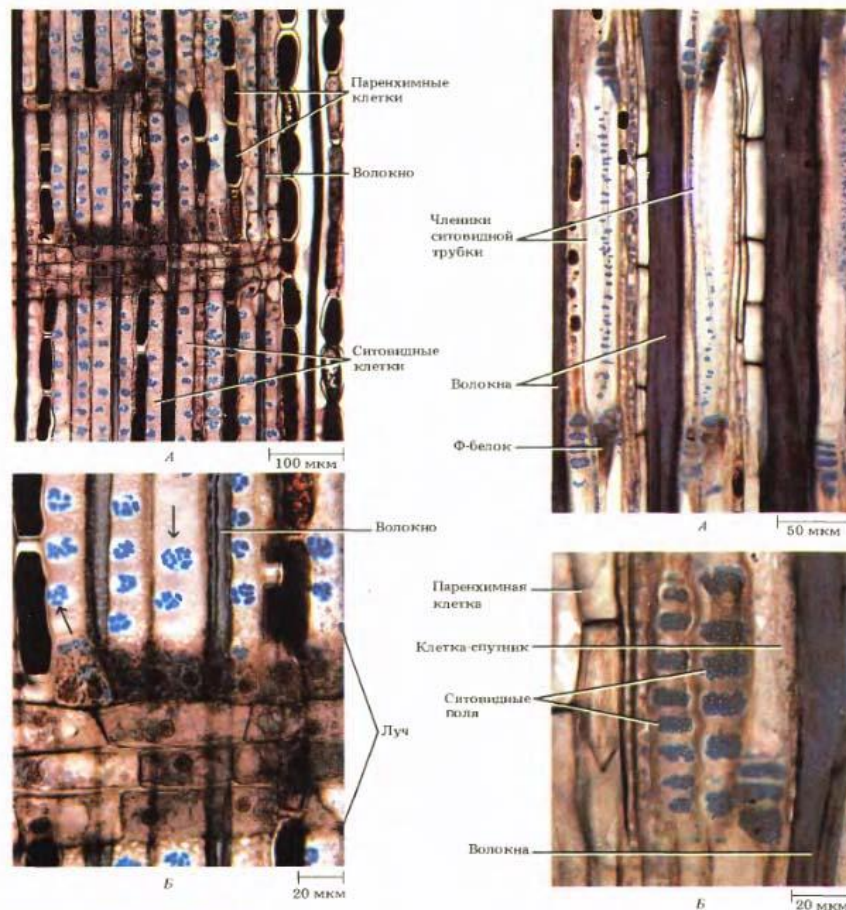 Паренхимные
клетки
Волокно
Ситовидные
клетки
А
100 мкм
Волокно
Луч
Б
20 мкм
Членики
ситовидной
трубки
Волокна
Ф-белок
А
50 мкм
Паренхимная
клетка
Клетка-спутник
Ситовидные
поля
Волокна
Б
20 мкм